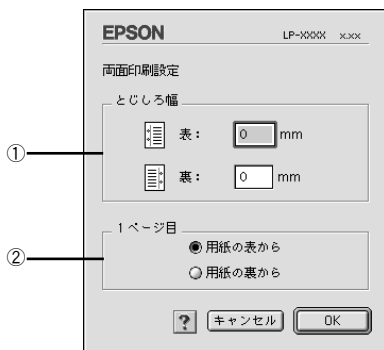 EPSON LP-XXXX x.xx
両面印刷設定
とじしろ幅
① 表： 0 mm
裏： 0 mm
1 ページ目
② 用紙の表から
用紙の裏から
? キャンセル OK